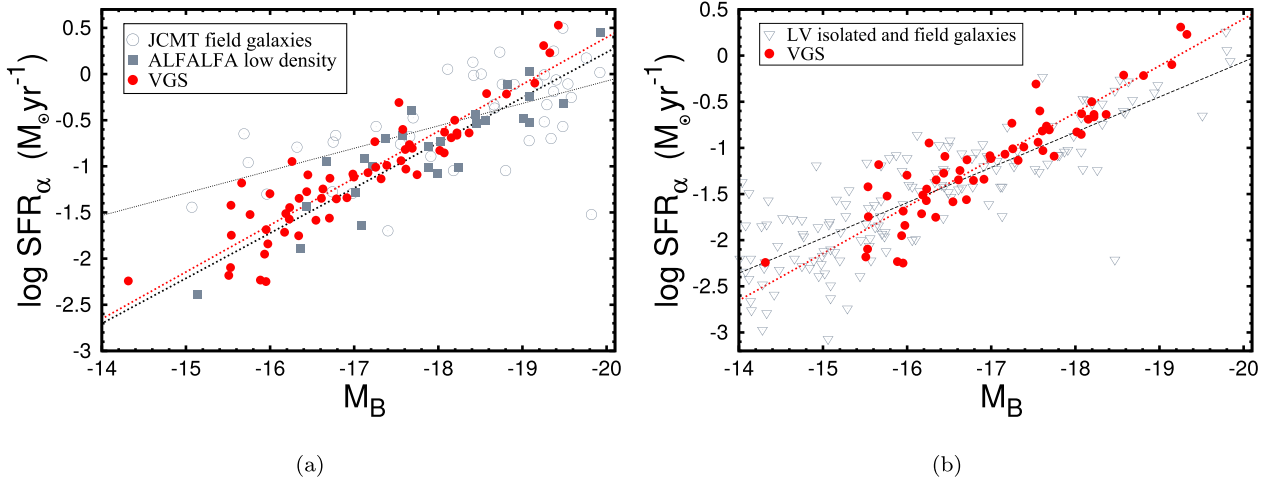 JCMT field galaxies
ALFALFA low density
VGS
log SFRα (M⊙yr-1)
0.5
0
-0.5
-1
-1.5
-2
-2.5
-3
-14 -15 -16 -17 -18 -19 -20
MB
(a)
LV isolated and field galaxies
VGS
log SFRα (M⊙yr-1)
0.5
0
-0.5
-1
-1.5
-2
-2.5
-3
-14 -15 -16 -17 -18 -19 -20
MB
(b)